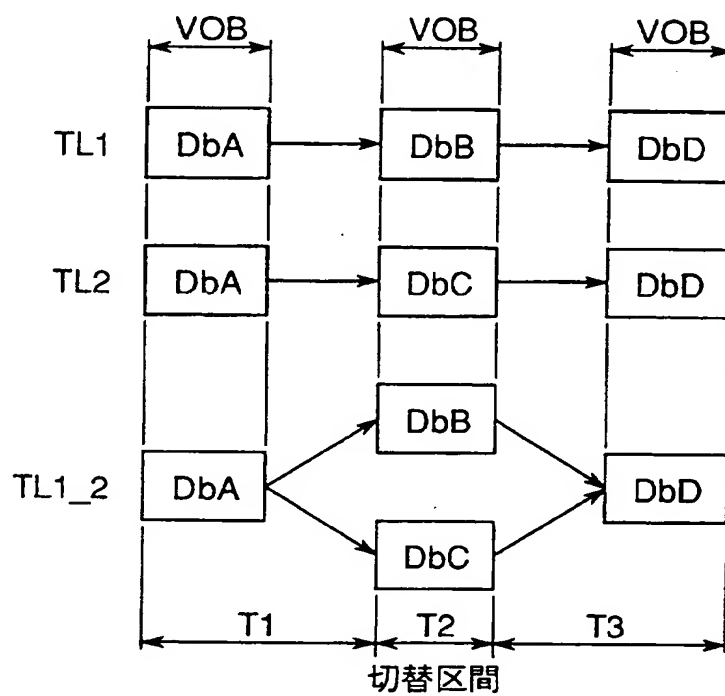 VOB VOB VOB
TL1 DbA DbB DbD
TL2 DbA DbC DbD
DbB
TL1_2 DbA DbD
DbC
T1 T2 T3
切替区間